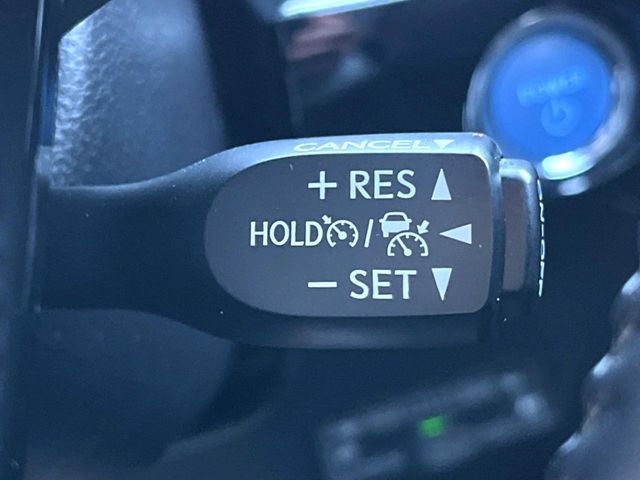 CANCEL▼
+ RES ▲
HOLD / ◄
− SET ▼